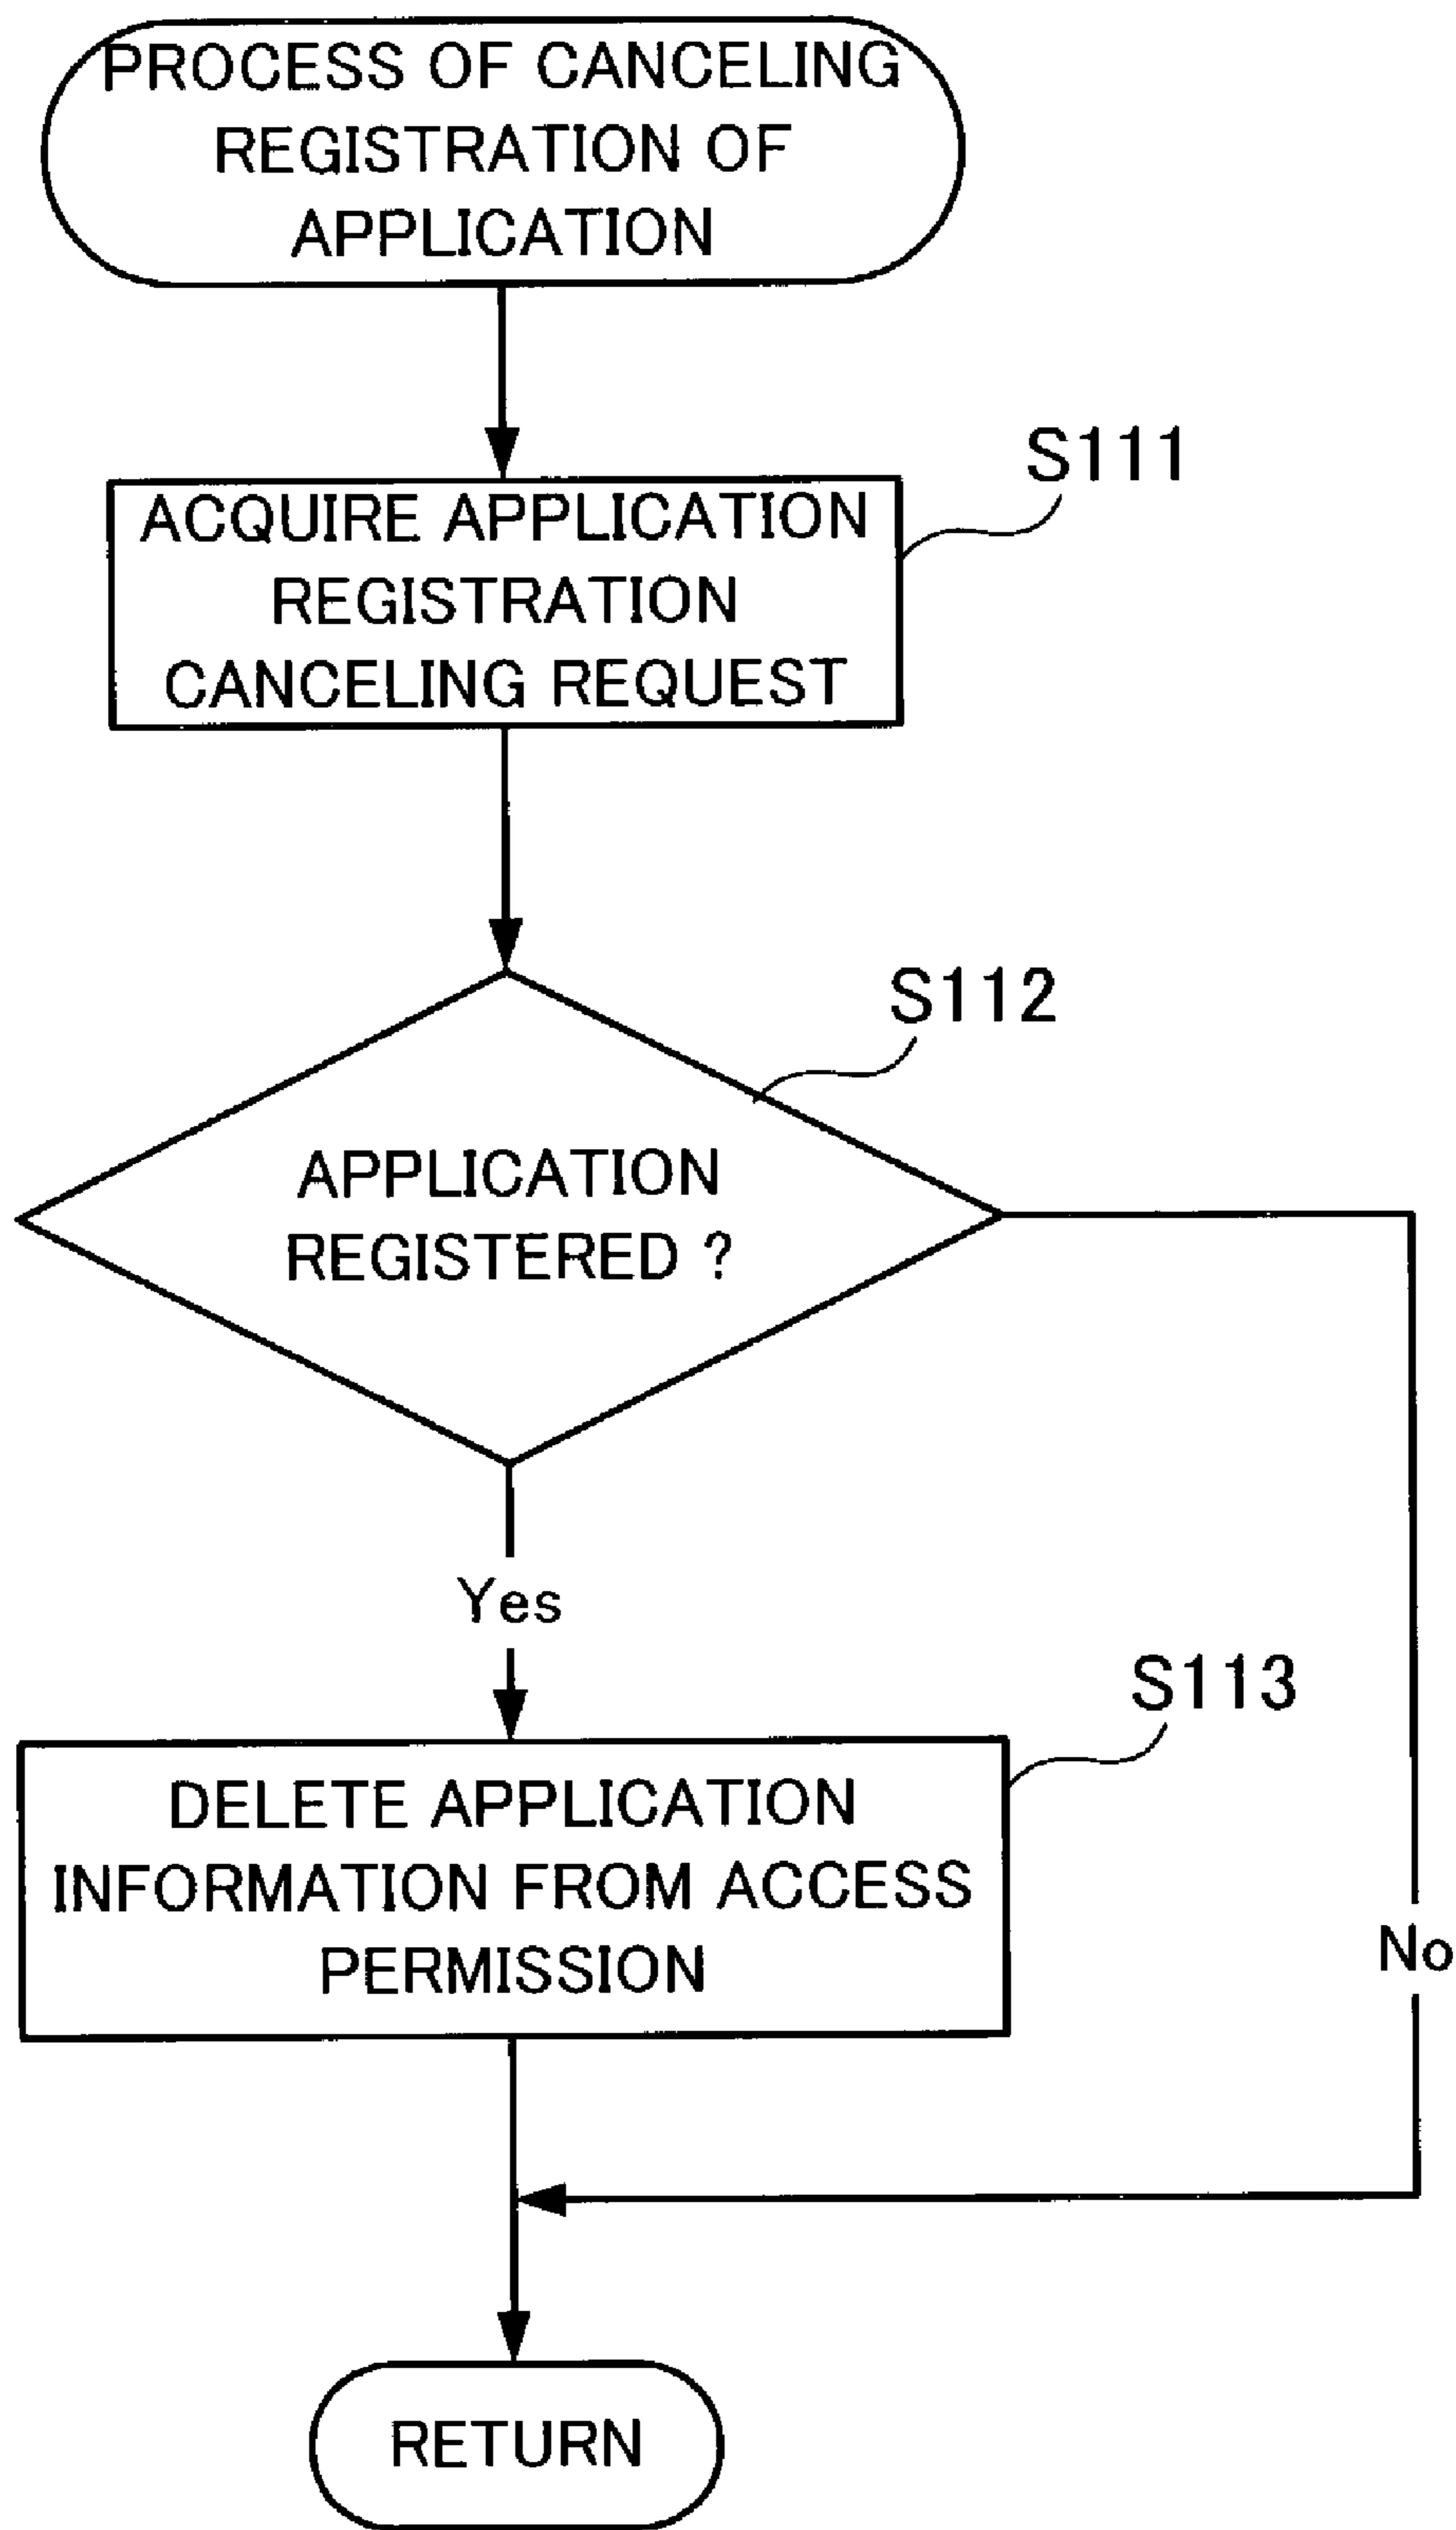 PROCESS OF CANCELING
REGISTRATION OF
APPLICATION
S111
ACQUIRE APPLICATION
REGISTRATION
CANCELING REQUEST
S112
APPLICATION
REGISTERED ?
Yes
S113
DELETE APPLICATION
INFORMATION FROM ACCESS
PERMISSION
No
RETURN